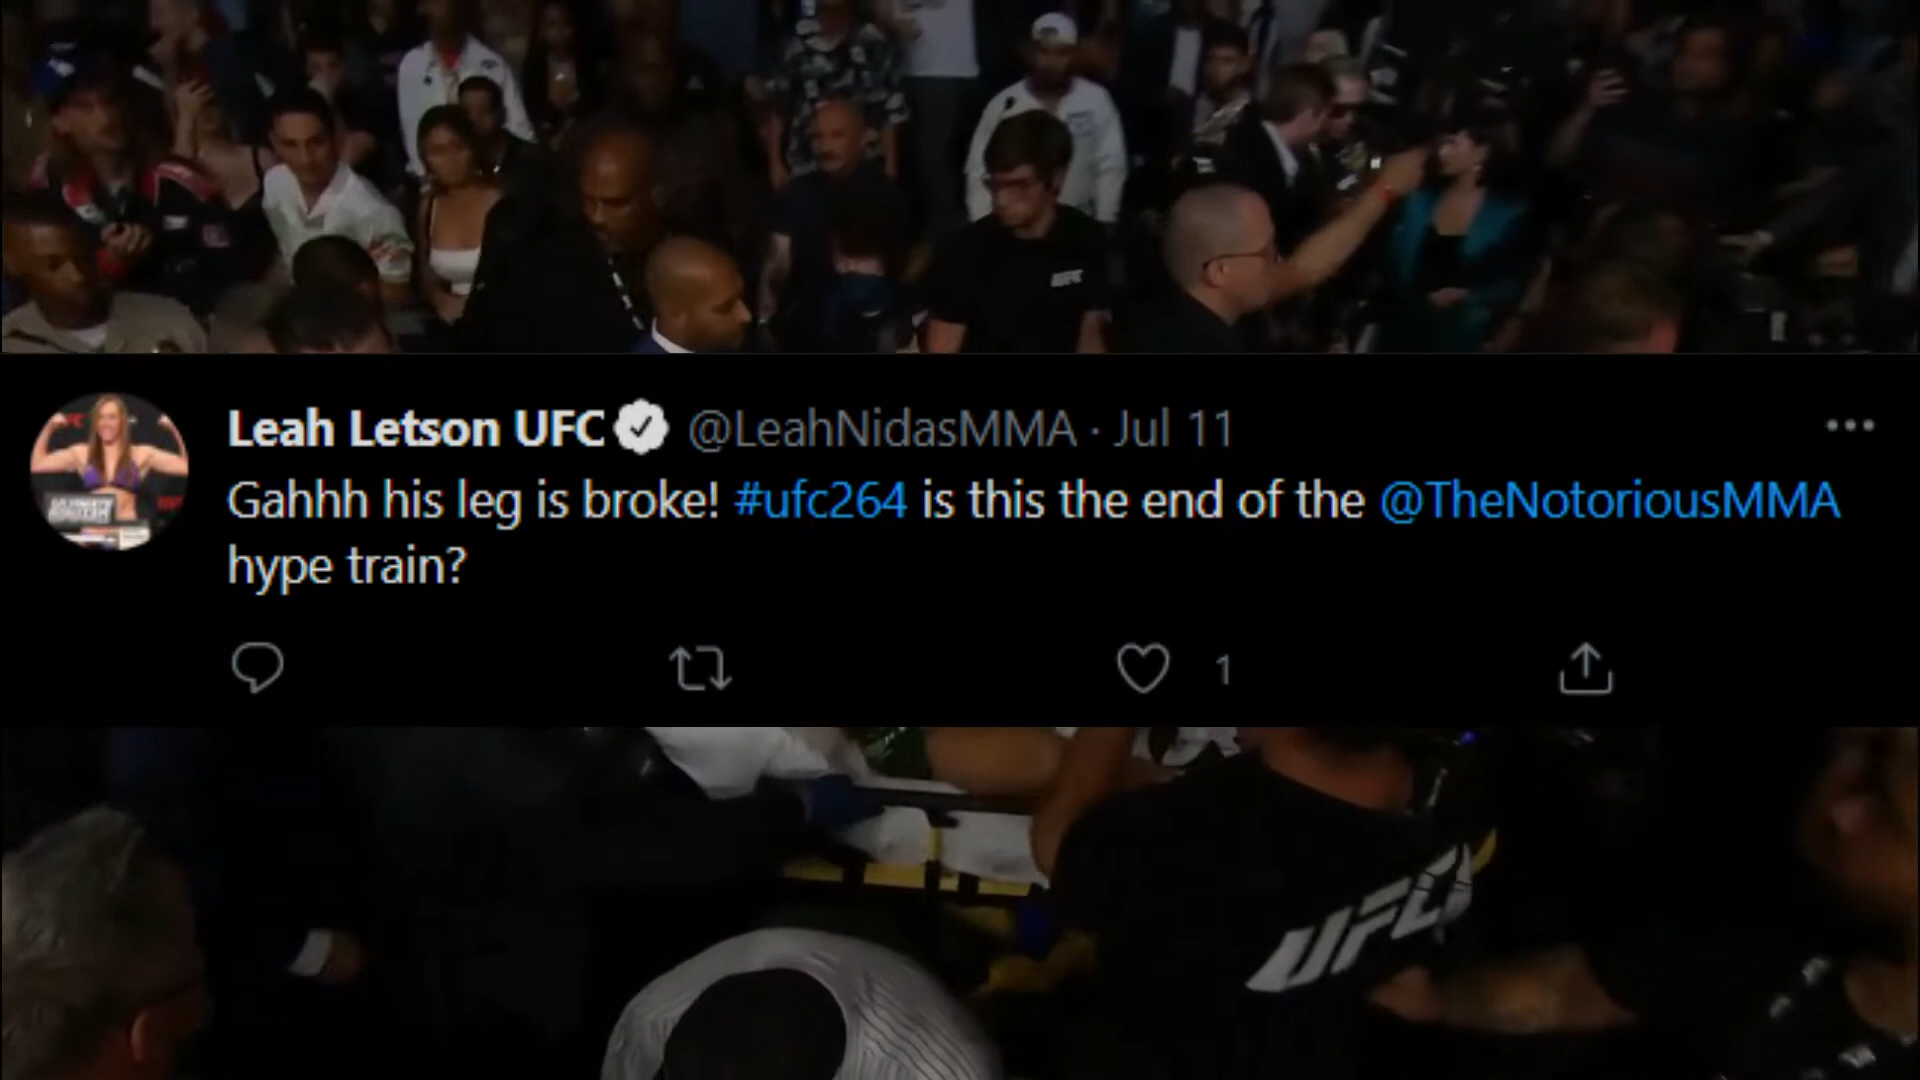 UFC
Leah Letson UFC @LeahNidasMMA · Jul 11
Gahhh his leg is broke! #ufc264 is this the end of the @TheNotoriousMMA
hype train?
1
UFC